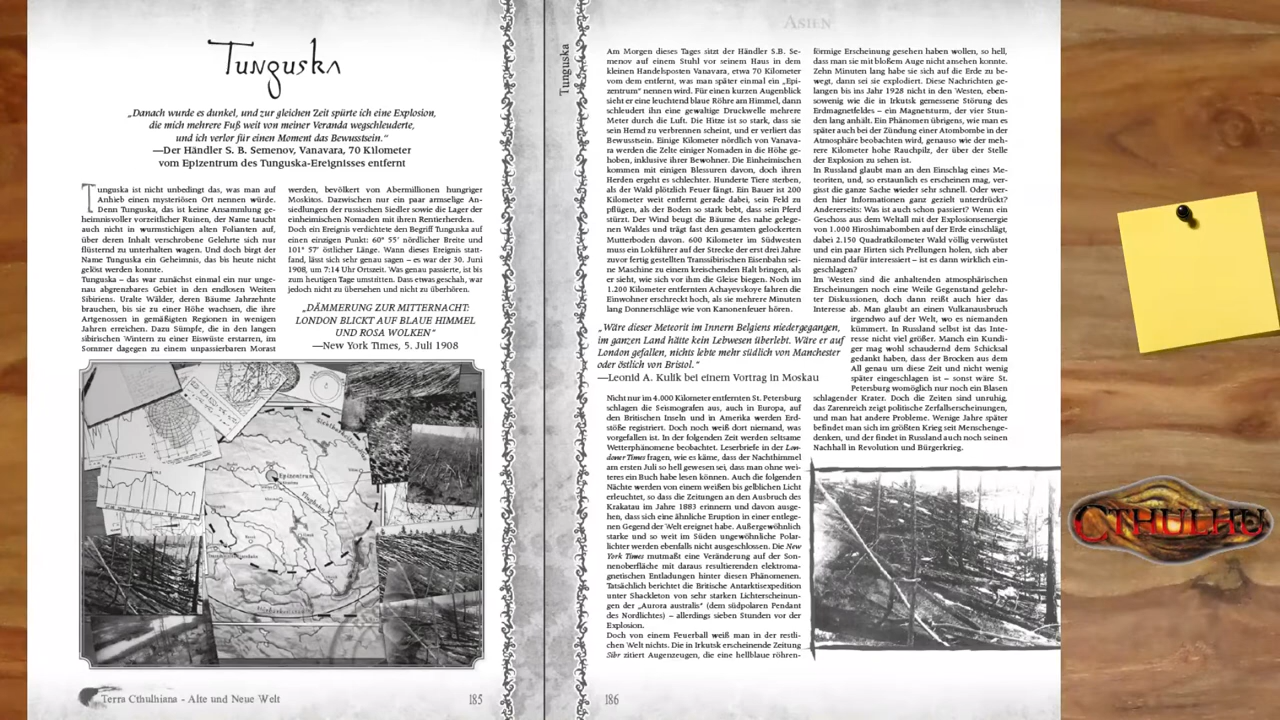 Tunguska
„Danach wurde es dunkel, und zur gleichen Zeit spürte ich eine Explosion,
die mich mehrere Fuß weit von meiner Veranda wegschleuderte,
und ich verlor für einen Moment das Bewusstsein.“
—Der Händler S. B. Semenov, Vanavara, 70 Kilometer
vom Epizentrum des Tunguska-Ereignisses entfernt
Tunguska ist nicht unbedingt das, was man auf
Anhieb einen mysteriösen Ort nennen würde.
Denn Tunguska, das ist keine Ansammlung ge-
heimnisvoller vorzeitlicher Ruinen, der Name taucht
auch nicht in wurmstichigen alten Folianten auf,
über deren Inhalt verschrobene Gelehrte sich nur
flüsternd zu unterhalten wagen. Und doch birgt der
Name Tunguska ein Geheimnis, das bis heute nicht
gelöst werden konnte.
Tunguska – das war zunächst einmal ein nur unge-
nau abgrenzbares Gebiet in den endlosen Weiten
Sibiriens. Uralte Wälder, deren Bäume Jahrzehnte
brauchen, bis sie zu einer Höhe wachsen, die ihre
Artgenossen in gemäßigten Regionen in wenigen
Jahren erreichen. Dazu Sümpfe, die in den langen
sibirischen Wintern zu einer Eiswüste erstarren, im
Sommer dagegen zu einem unpassierbaren Morast
werden, bevölkert von Abermillionen hungriger
Moskitos. Dazwischen nur ein paar armselige An-
siedlungen der russischen Siedler sowie die Lager der
einheimischen Nomaden mit ihren Rentierherden.
Doch ein Ereignis verdichtete den Begriff Tunguska auf
einen einzigen Punkt: 60° 55’ nördlicher Breite und
101° 57’ östlicher Länge. Wann dieses Ereignis statt-
fand, lässt sich sehr genau sagen – es war der 30. Juni
1908, um 7:14 Uhr Ortszeit. Was genau passierte, ist bis
zum heutigen Tage umstritten. Dass etwas geschah, war
jedoch nicht zu übersehen und nicht zu überhören.
„DÄMMERUNG ZUR MITTERNACHT:
LONDON BLICKT AUF BLAUE HIMMEL
UND ROSA WOLKEN“
—New York Times, 5. Juli 1908
Epizentrum
Terra Cthulhiana – Alte und Neue Welt
185
Tunguska
ASIEN
Am Morgen dieses Tages sitzt der Händler S.B. Se-
menov auf einem Stuhl vor seinem Haus in dem
kleinen Handelsposten Vanavara, etwa 70 Kilometer
vom dem entfernt, was man später einmal ein „Epi-
zentrum“ nennen wird. Für einen kurzen Augenblick
sieht er eine leuchtend blaue Röhre am Himmel, dann
schleudert ihn eine gewaltige Druckwelle mehrere
Meter durch die Luft. Die Hitze ist so stark, dass sie
sein Hemd zu verbrennen scheint, und er verliert das
Bewusstsein. Einige Kilometer nördlich von Vanava-
ra werden die Zelte einiger Nomaden in die Höhe ge-
hoben, inklusive ihrer Bewohner. Die Einheimischen
kommen mit einigen Blessuren davon, doch ihren
Herden ergeht es schlechter. Hunderte Tiere sterben,
als der Wald plötzlich Feuer fängt. Ein Bauer ist 200
Kilometer weit entfernt gerade dabei, sein Feld zu
pflügen, als der Boden so stark bebt, dass sein Pferd
stürzt. Der Wind beugt die Bäume des nahe gelege-
nen Waldes und trägt fast den gesamten gelockerten
Mutterboden davon. 600 Kilometer im Südwesten
muss ein Lokführer auf der Strecke der erst drei Jahre
zuvor fertig gestellten Transsibirischen Eisenbahn sei-
ne Maschine zu einem kreischenden Halt bringen, als
er sieht, wie sich vor ihm die Gleise biegen. Noch im
1.200 Kilometer entfernten Achayevskoye fahren die
Einwohner erschreckt hoch, als sie mehrere Minuten
lang Donnerschläge wie von Kanonenfeuer hören.
„Wäre dieser Meteorit im Innern Belgiens niedergegangen,
im ganzen Land hätte kein Lebewesen überlebt. Wäre er auf
London gefallen, nichts lebte mehr südlich von Manchester
oder östlich von Bristol.“
—Leonid A. Kulik bei einem Vortrag in Moskau
Nicht nur im 4.000 Kilometer entfernten St. Petersburg
schlagen die Seismografen aus, auch in Europa, auf
den Britischen Inseln und in Amerika werden Erd-
stöße registriert. Doch noch weiß dort niemand, was
vorgefallen ist. In der folgenden Zeit werden seltsame
Wetterphänomene beobachtet. Leserbriefe in der Lon-
doner Times fragen, wie es käme, dass der Nachthimmel
am ersten Juli so hell gewesen sei, dass man ohne wei-
teres ein Buch habe lesen können. Auch die folgenden
Nächte werden von einem weißen bis gelblichen Licht
erleuchtet, so dass die Zeitungen an den Ausbruch des
Krakatau im Jahre 1883 erinnern und davon ausge-
hen, dass sich eine ähnliche Eruption in einer entlege-
nen Gegend der Welt ereignet habe. Außergewöhnlich
starke und so weit im Süden ungewöhnliche Polar-
lichter werden ebenfalls nicht ausgeschlossen. Die New
York Times mutmaßt eine Veränderung auf der Son-
nenoberfläche mit daraus resultierenden elektroma-
gnetischen Entladungen hinter diesen Phänomenen.
Tatsächlich berichtet die Britische Antarktisexpedition
unter Shackleton von sehr starken Lichterscheinun-
gen der „Aurora australis“ (dem südpolaren Pendant
des Nordlichtes) – allerdings sieben Stunden vor der
Explosion.
Doch von einem Feuerball weiß man in der restli-
chen Welt nichts. Die in Irkutsk erscheinende Zeitung
Sibir zitiert Augenzeugen, die eine hellblaue röhren-
förmige Erscheinung gesehen haben wollen, so hell,
dass man sie mit bloßem Auge nicht ansehen konnte.
Zehn Minuten lang habe sie sich auf die Erde zu be-
wegt, dann sei sie explodiert. Diese Nachrichten ge-
langen bis ins Jahr 1928 nicht in den Westen, eben-
sowenig wie die in Irkutsk gemessene Störung des
Erdmagnetfeldes – ein Magnetsturm, der vier Stun-
den lang anhält. Ein Phänomen übrigens, wie man es
später auch bei der Zündung einer Atombombe in der
Atmosphäre beobachten wird, genauso wie der meh-
rere Kilometer hohe Rauchpilz, der über der Stelle
der Explosion zu sehen ist.
In Russland glaubt man an den Einschlag eines Me-
teoriten, und, so erstaunlich es erscheinen mag, ver-
gisst die ganze Sache wieder sehr schnell. Oder wer-
den hier Informationen ganz gezielt unterdrückt?
Andererseits: Was ist auch schon passiert? Wenn ein
Geschoss aus dem Weltall mit der Explosionsenergie
von 1.000 Hiroshimabomben auf der Erde einschlägt,
dabei 2.150 Quadratkilometer Wald völlig verwüstet
und ein paar Hirten sich Prellungen holen, sich aber
niemand dafür interessiert – ist es dann wirklich ein-
geschlagen?
Im Westen sind die anhaltenden atmosphärischen
Erscheinungen noch eine Weile Gegenstand gelehr-
ter Diskussionen, doch dann reißt auch hier das
Interesse ab. Man glaubt an einen Vulkanausbruch
irgendwo auf der Welt, wo es niemanden
kümmert. In Russland selbst ist das Inte-
resse nicht viel größer. Manch ein Kundi-
ger mag wohl schaudernd dem Schicksal
gedankt haben, dass der Brocken aus dem
All genau um diese Zeit und nicht wenig
später eingeschlagen ist – sonst wäre St.
Petersburg womöglich nur noch ein Blasen
schlagender Krater. Doch die Zeiten sind unruhig,
das Zarenreich zeigt politische Zerfallserscheinungen,
und man hat andere Probleme. Wenige Jahre später
befindet man sich im größten Krieg seit Menschenge-
denken, und der findet in Russland auch noch seinen
Nachhall in Revolution und Bürgerkrieg.
186
CTHULHU